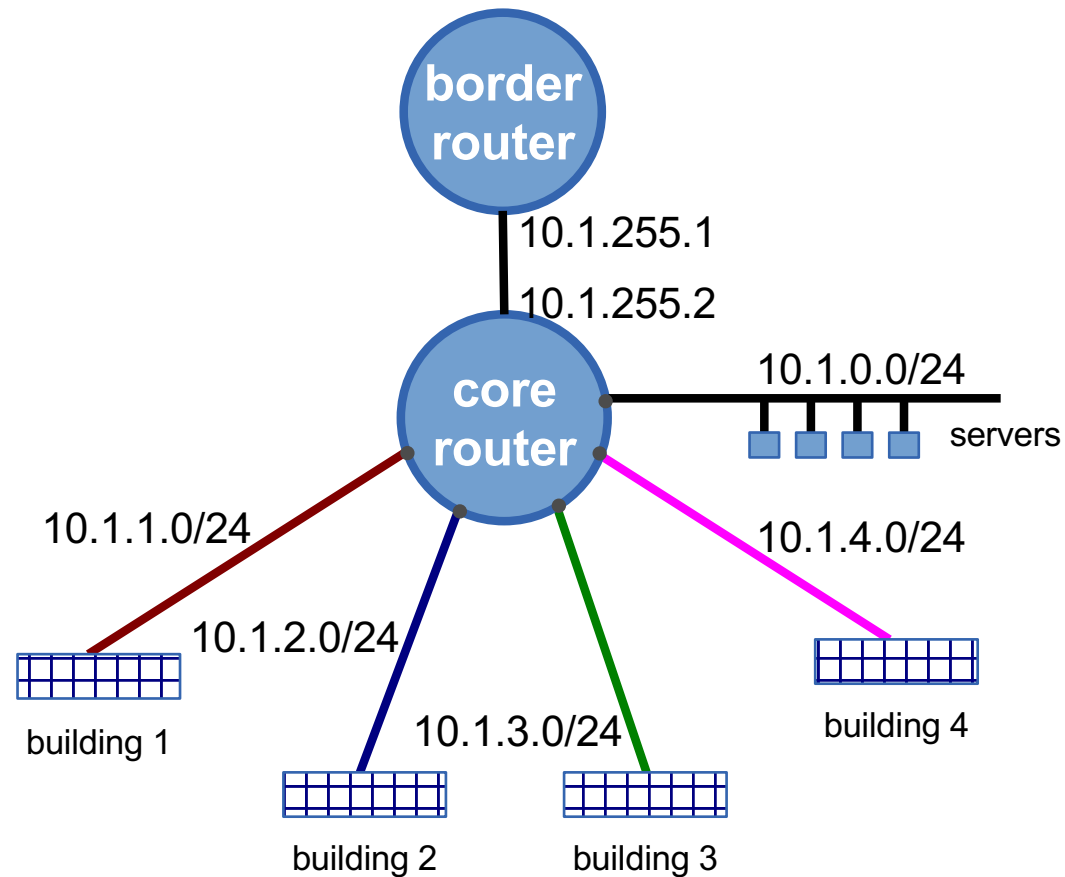 border
router
10.1.255.1
10.1.255.2
core
router
10.1.0.0/24
servers
10.1.1.0/24
10.1.4.0/24
10.1.2.0/24
10.1.3.0/24
building 1
building 4
building 2
building 3